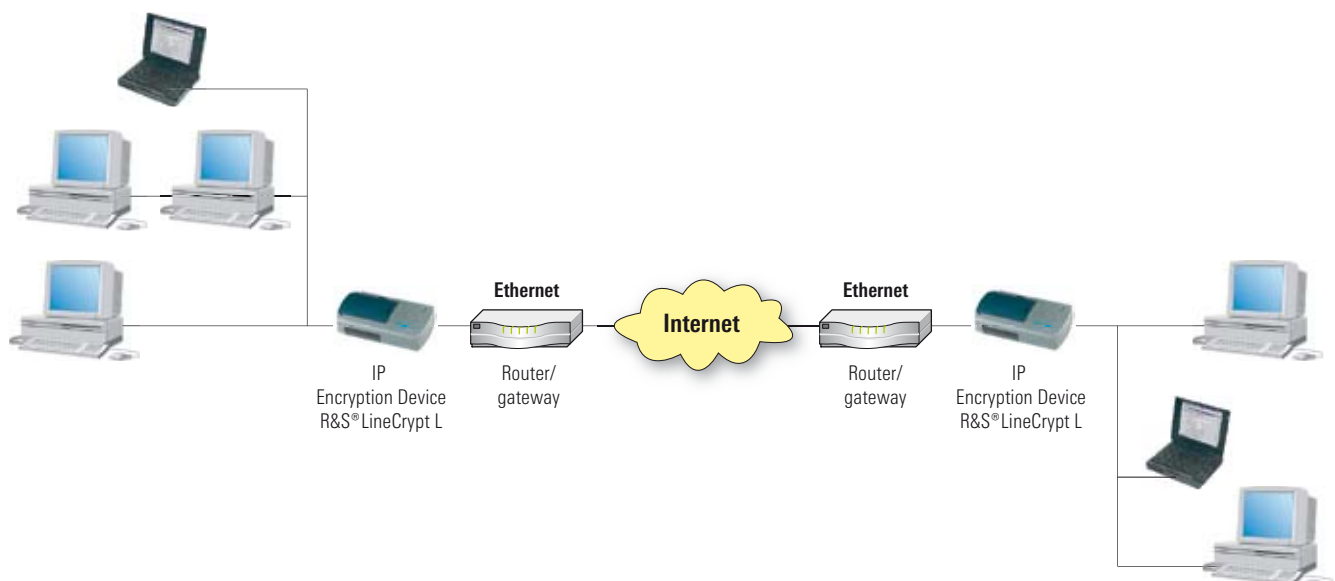 Ethernet
Internet
Ethernet
IP
Encryption Device
R&S® LineCrypt L
Router/
gateway
Router/
gateway
IP
Encryption Device
R&S® LineCrypt L